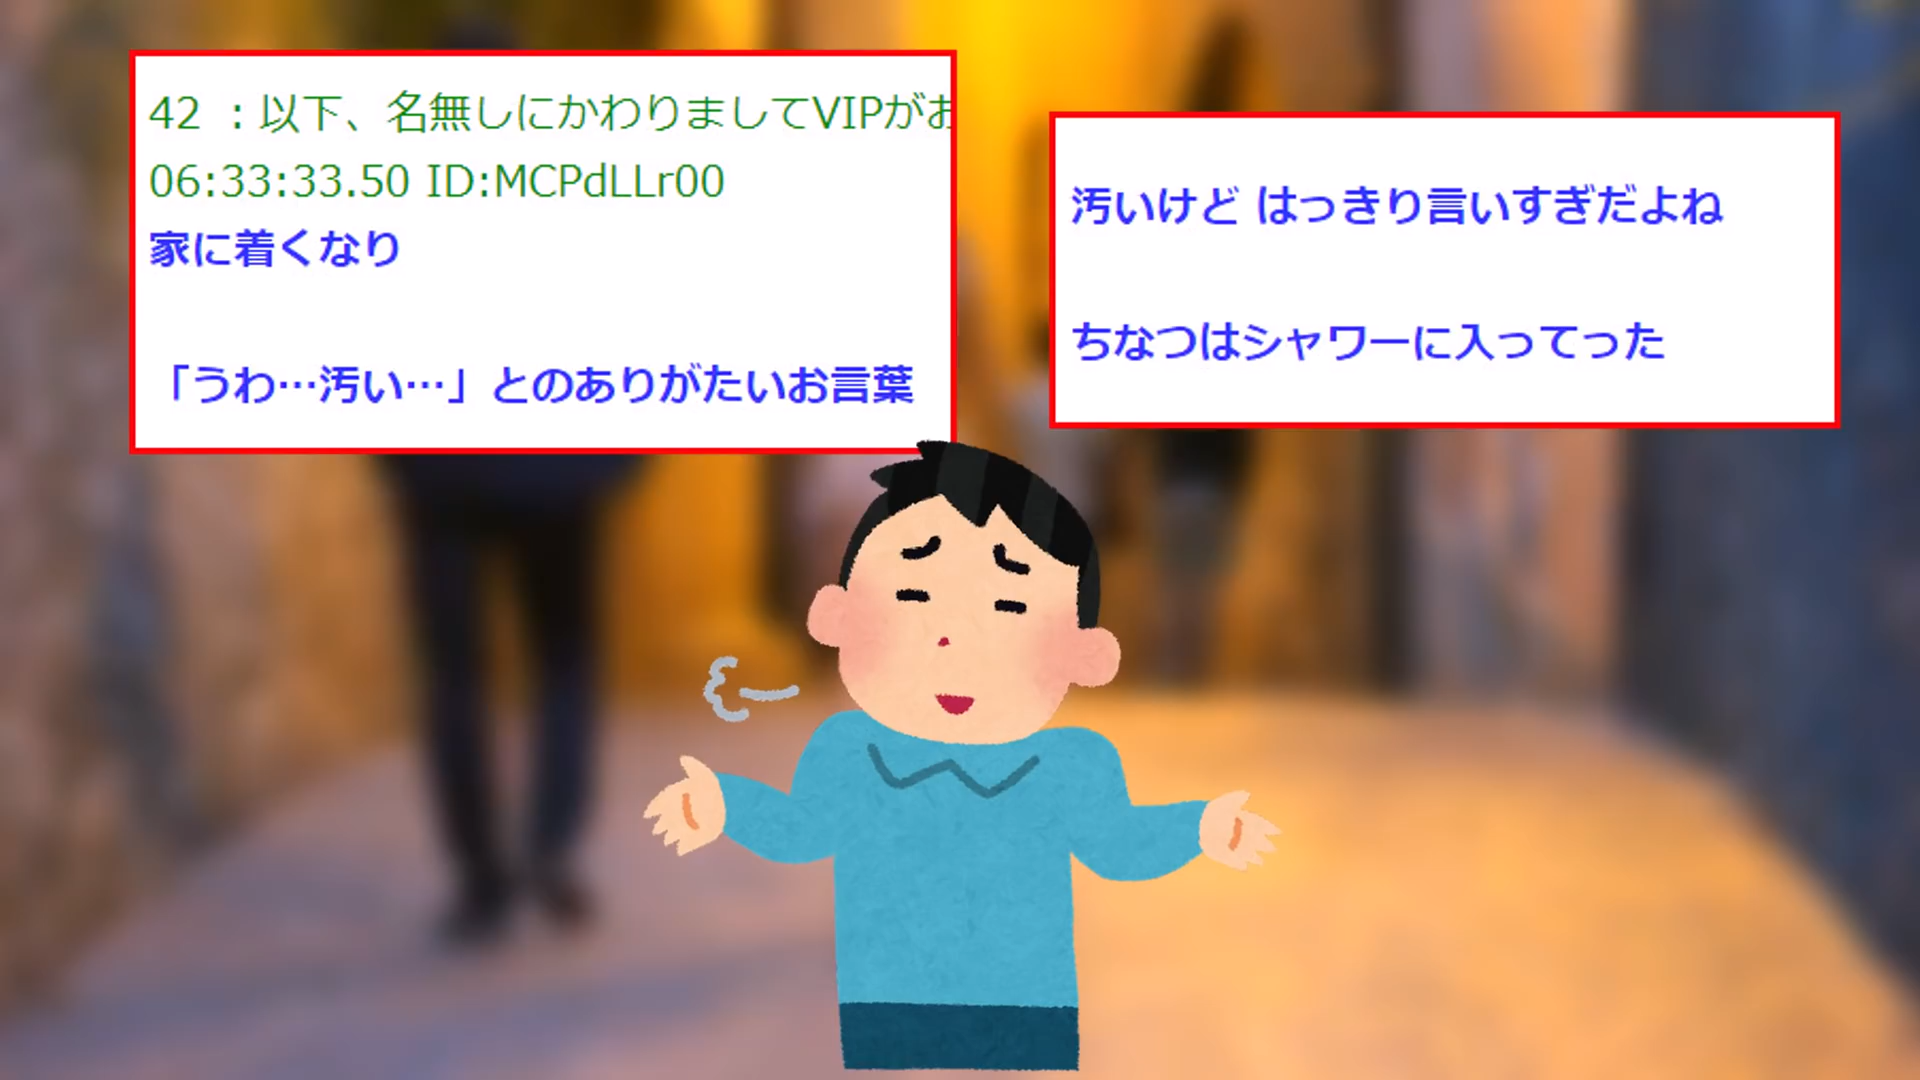 42 ：以下、名無しにかわりましてVIPがお
06:33:33.50 ID:MCPdLLr00
家に着くなり
「うわ…汚い…」とのありがたいお言葉
汚いけど はっきり言いすぎだよね
ちなつはシャワーに入ってった